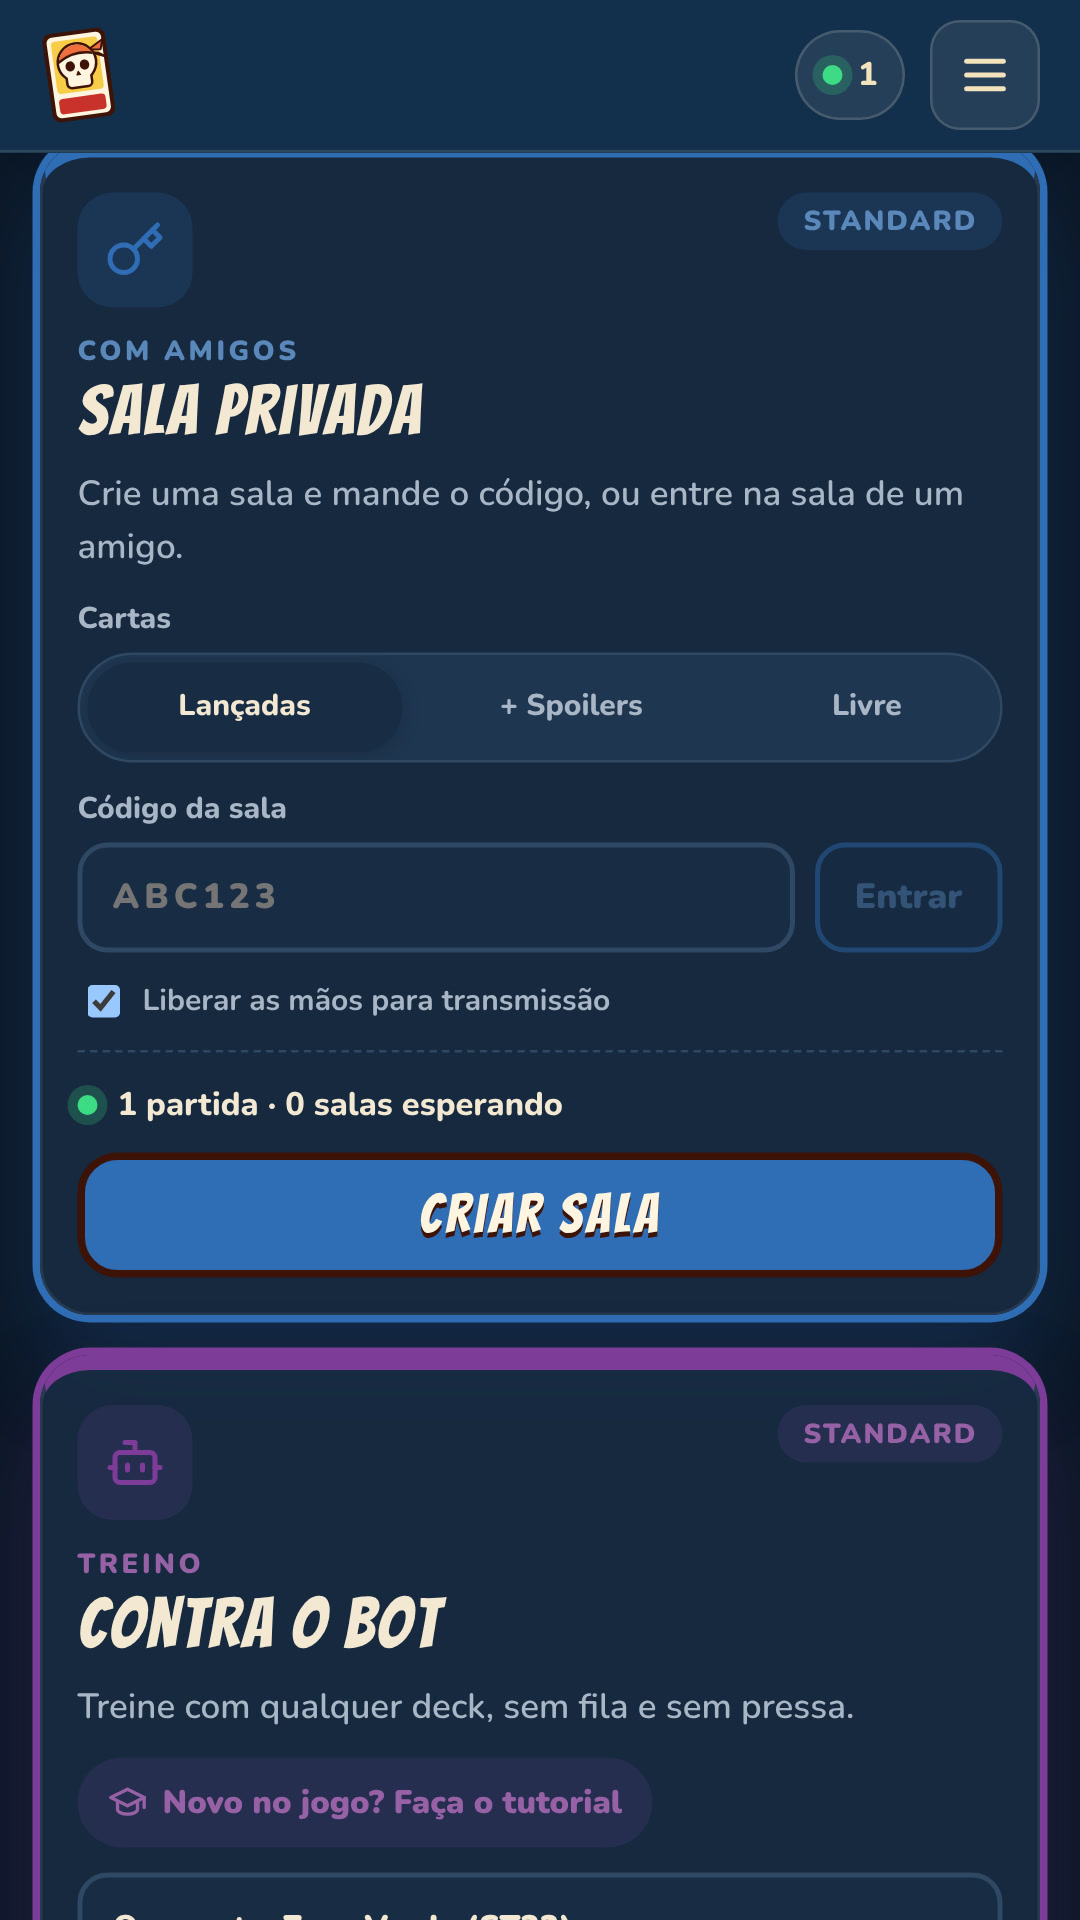 1
STANDARD
COM AMIGOS
SALA PRIVADA
Crie uma sala e mande o código, ou entre na sala de um
amigo.
Cartas
Lançadas + Spoilers Livre
Código da sala
ABC123 Entrar
Liberar as mãos para transmissão
1 partida · 0 salas esperando
CRIAR SALA
STANDARD
TREINO
CONTRA O BOT
Treine com qualquer deck, sem fila e sem pressa.
Novo no jogo? Faça o tutorial